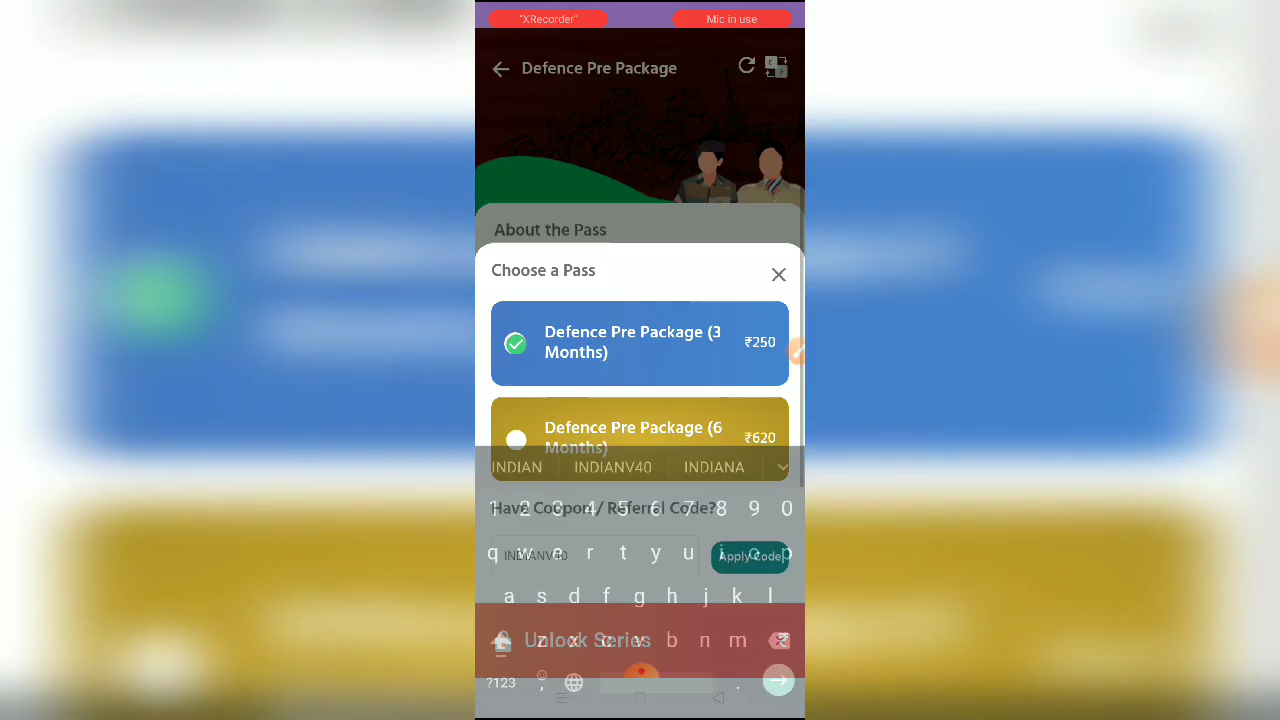 "XRecorder" Mic in use
Defence Pre Package
About the Pass
Choose a Pass
Defence Pre Package (3
Months)
₹250
Defence Pre Package (6
Months)
₹620
INDIAN INDIANV40 INDIANA
Have Coupon / Referral Code?
1 2 3 4 5 6 7 8 9 0
INDIANV40
Apply Code
q w e r t y u i o p
a s d f g h j k l
Unlock Series
z x c v b n m
₹
?123 , .